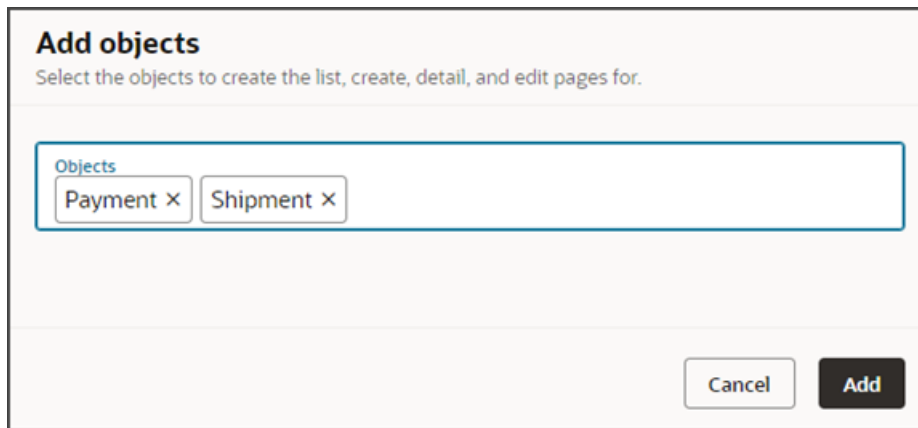 Add objects
Select the objects to create the list, create, detail, and edit pages for.
Objects
Payment × Shipment ×
Cancel Add